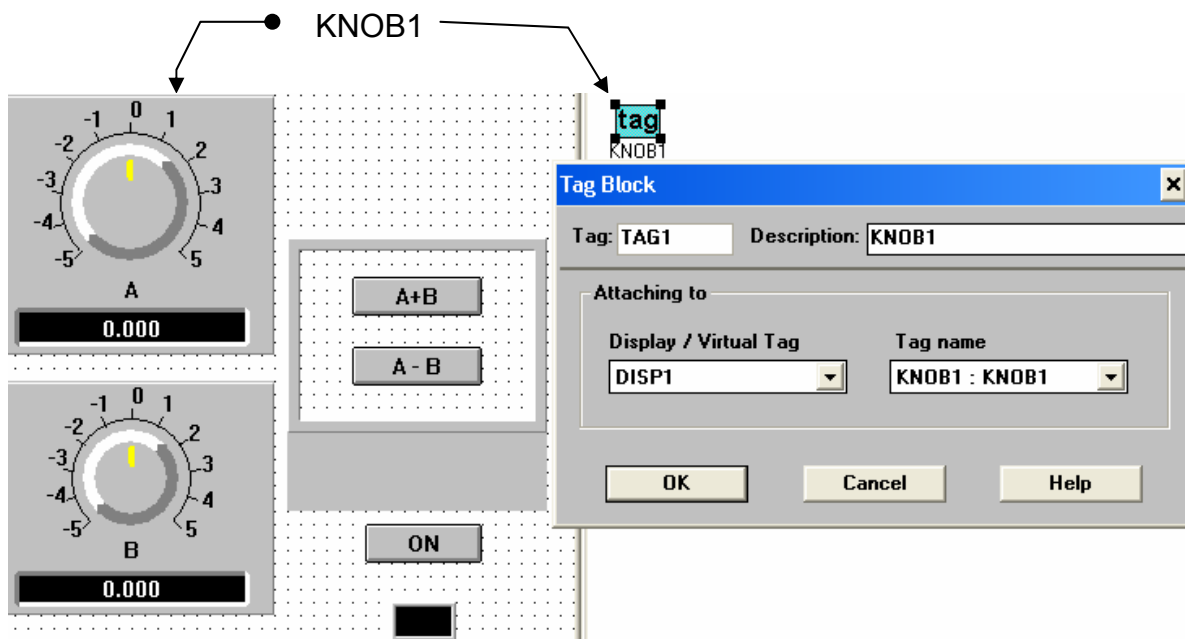 KNOB1
0
-1 1
-2 2
-3 3
-4 4
-5 5
A
0.000
0
-1 1
-2 2
-3 3
-4 4
-5 5
B
0.000
A+B
A - B
ON
tag
KNOB1
Tag Block
Tag: TAG1 Description: KNOB1
Attaching to
Display / Virtual Tag Tag name
DISP1 KNOB1 : KNOB1
OK Cancel Help